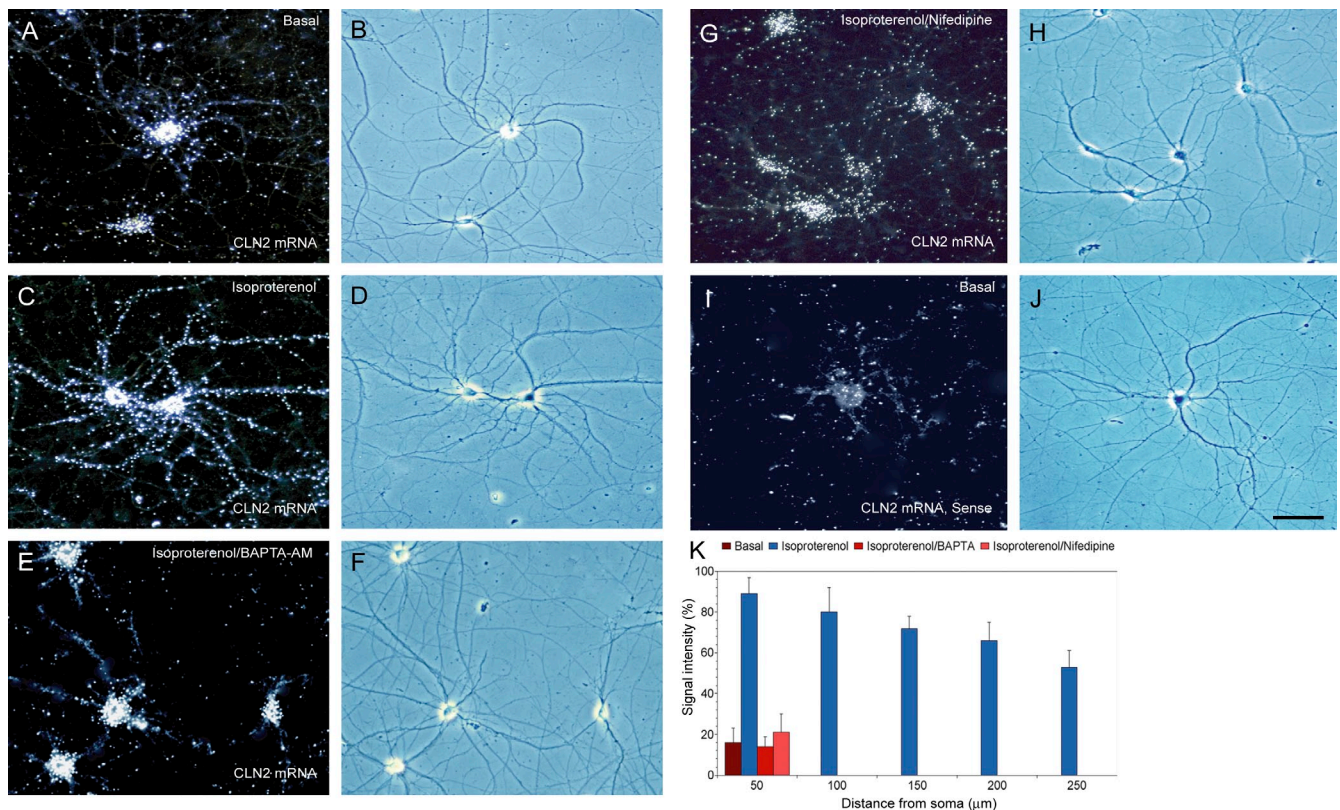 A
Basal
CLN2 mRNA
B
C
Isoproterenol
CLN2 mRNA
D
E
Isoproterenol/BAPTA-AM
CLN2 mRNA
F
G
Isoproterenol/Nifedipine
CLN2 mRNA
H
I
Basal
CLN2 mRNA, Sense
J
K
Basal Isoproterenol Isoproterenol/BAPTA Isoproterenol/Nifedipine
Signal intensity (%)
100
80
60
40
20
0
50 100 150 200 250
Distance from soma (µm)